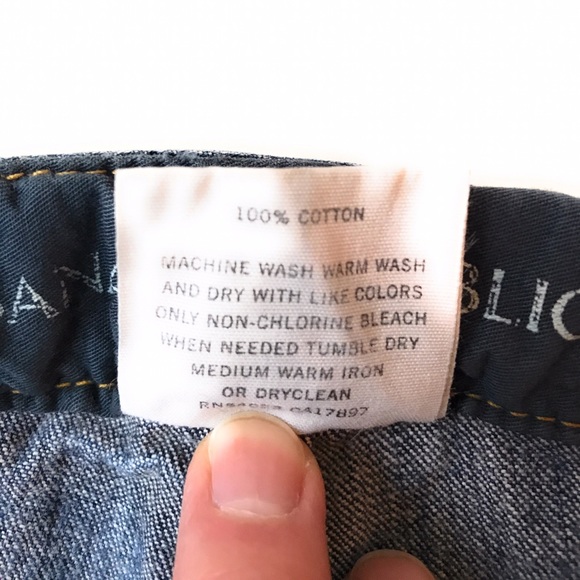 100% COTTON
MACHINE WASH WARM WASH
AND DRY WITH LIKE COLORS
ONLY NON-CHLORINE BLEACH
WHEN NEEDED TUMBLE DRY
MEDIUM WARM IRON
OR DRYCLEAN
CA17897